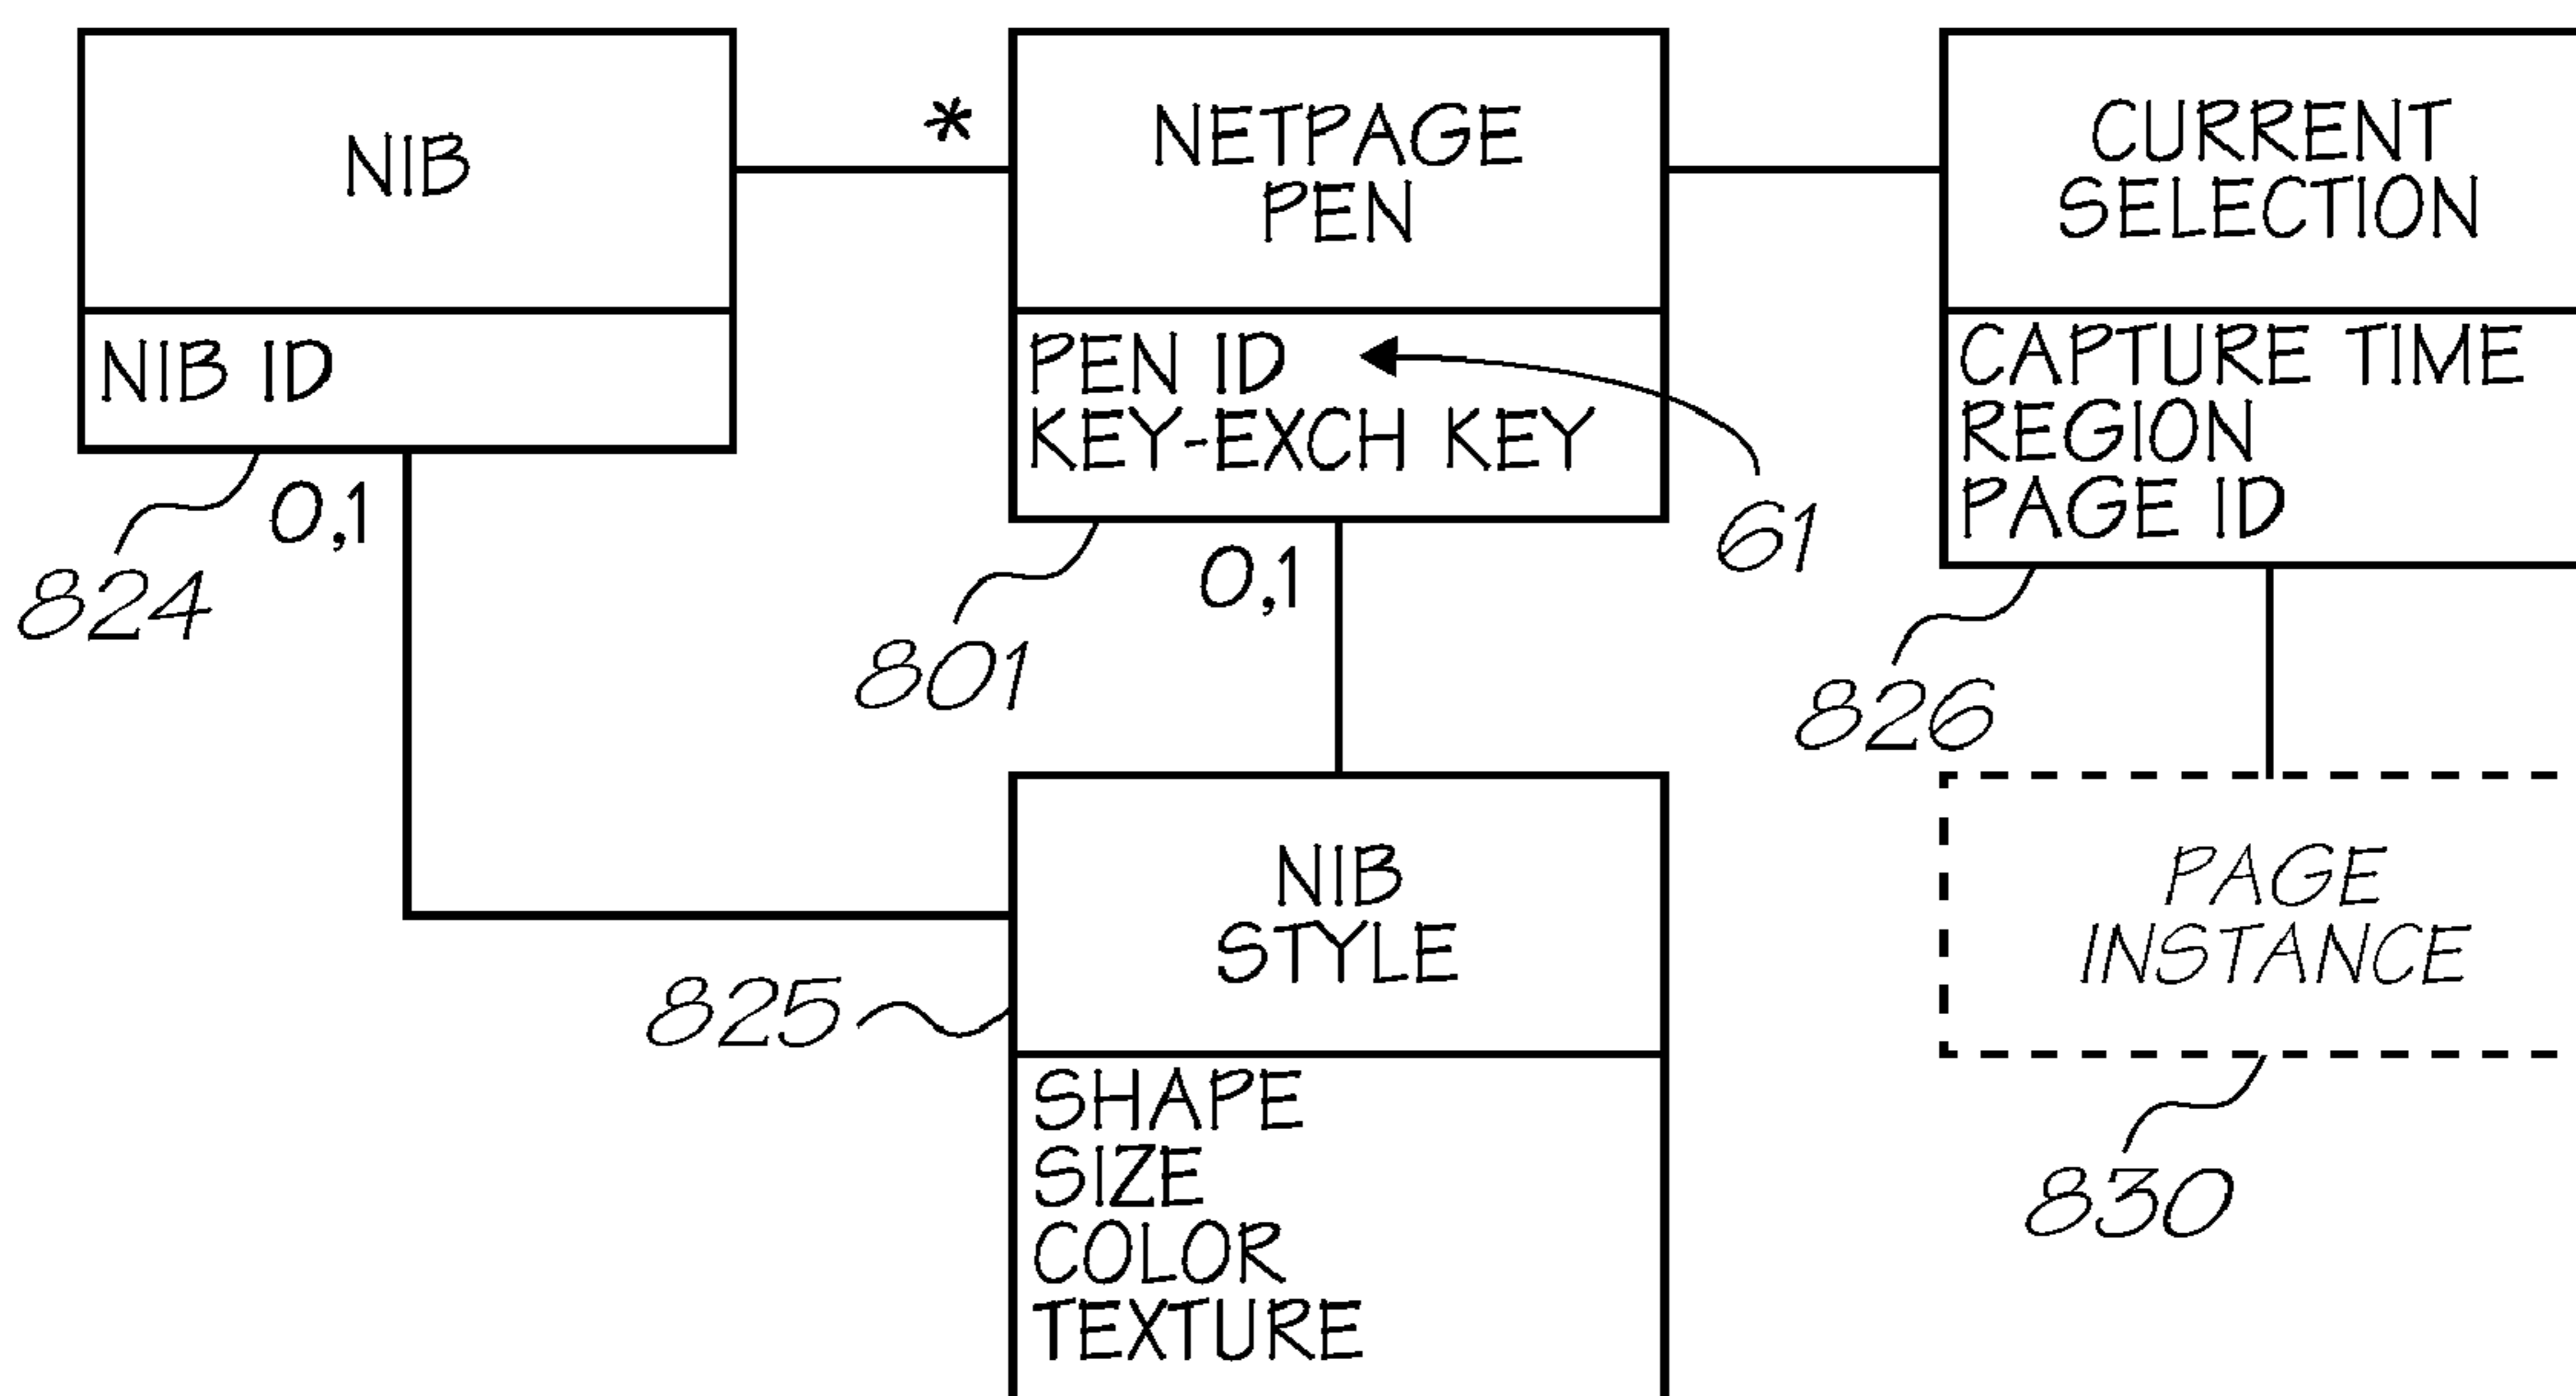 NIB
*
NETPAGE
PEN
CURRENT
SELECTION
NIB ID
PEN ID
KEY-EXCH KEY
CAPTURE TIME
REGION
PAGE ID
824
0,1
801
0,1
61
826
NIB
STYLE
825
PAGE
INSTANCE
830
SHAPE
SIZE
COLOR
TEXTURE